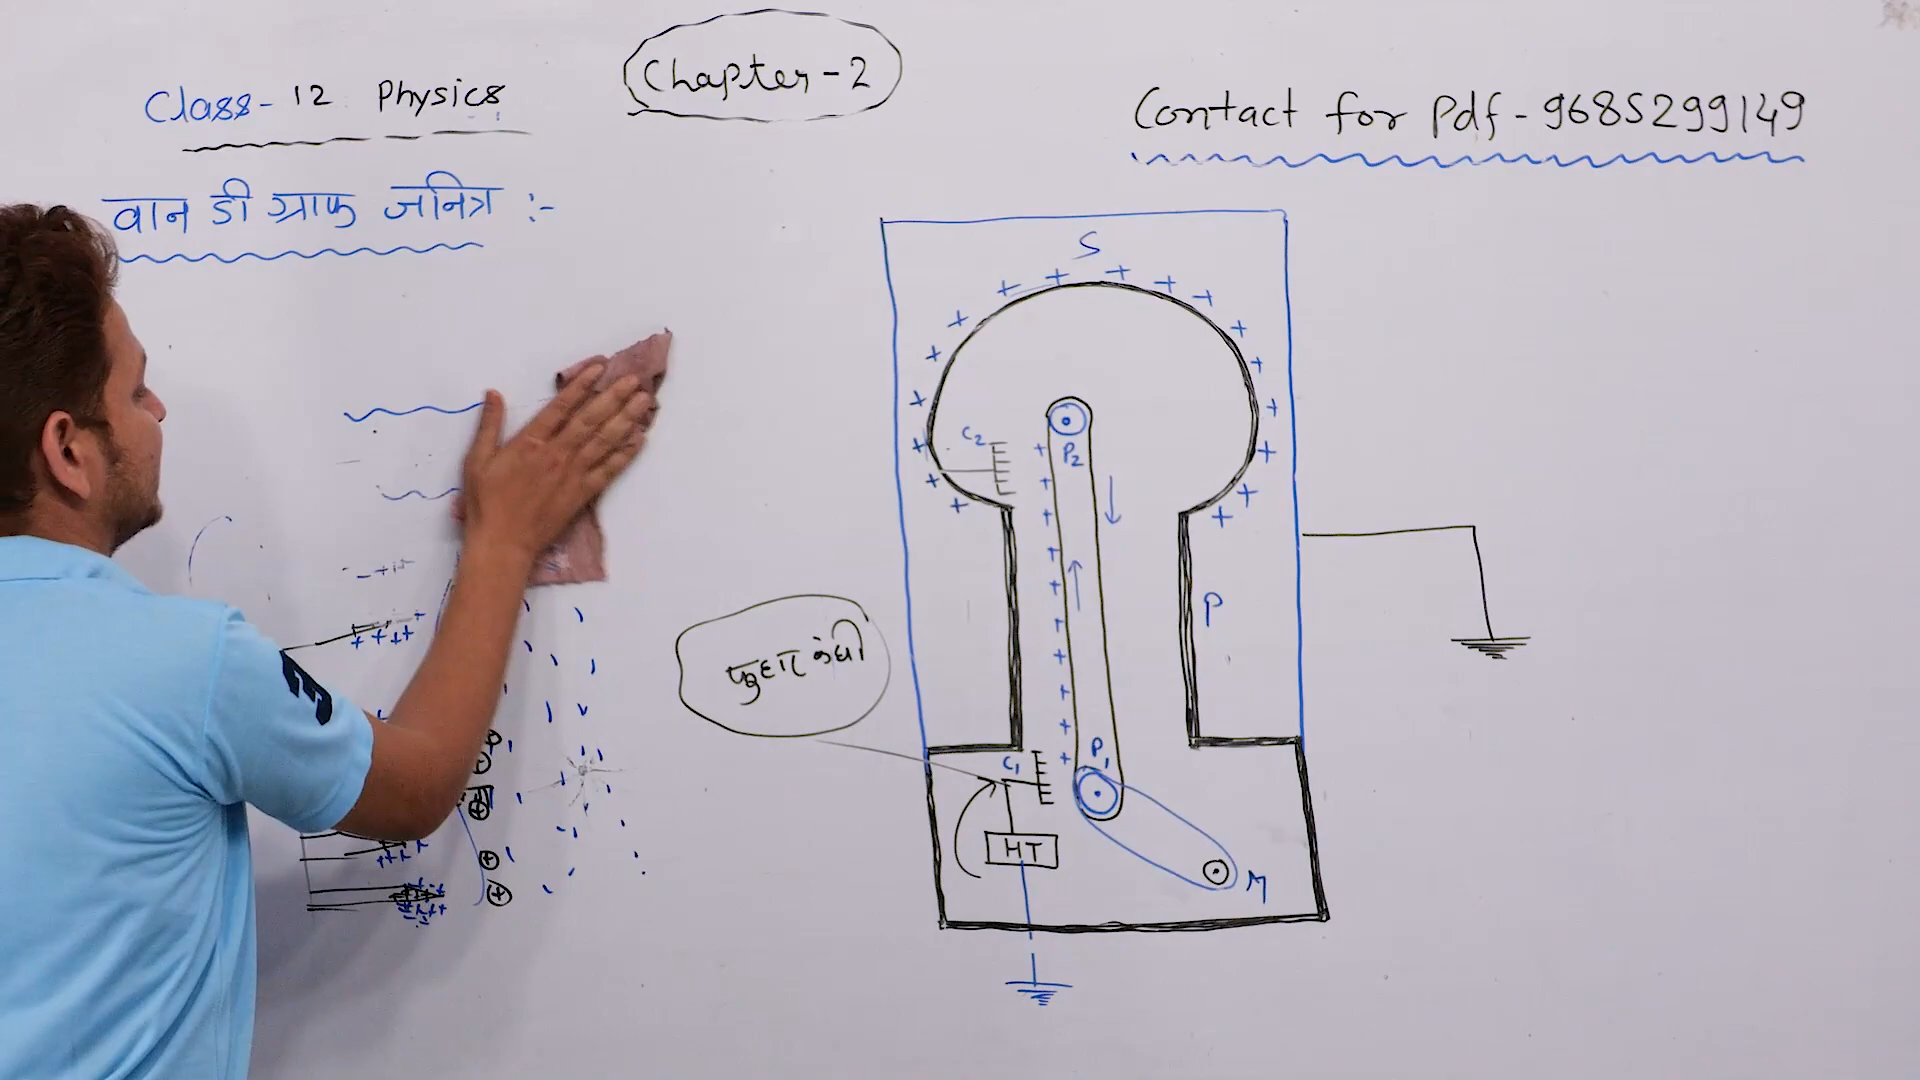 Class-12 Physics
Chapter-2
Contact for Pdf-9685299149
वान डी ग्राफ जनित्र :-
S
C₂
P₂
P
फुहार कंघी
C₁
P₁
HT
M